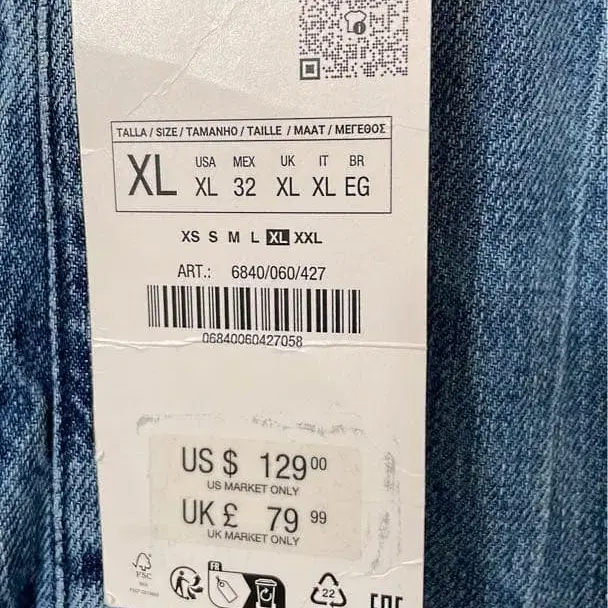 TALLA / SIZE / TAMANHO / TAILLE / MAAT / ΜΕΓΕΘΟΣ
USA MEX UK IT BR
XL XL 32 XL XL EG
XS S M L XL XXL
ART.: 6840/060/427
06840060427058
US $ 129 00
US MARKET ONLY
UK £ 79 99
UK MARKET ONLY
FR
FSC
22